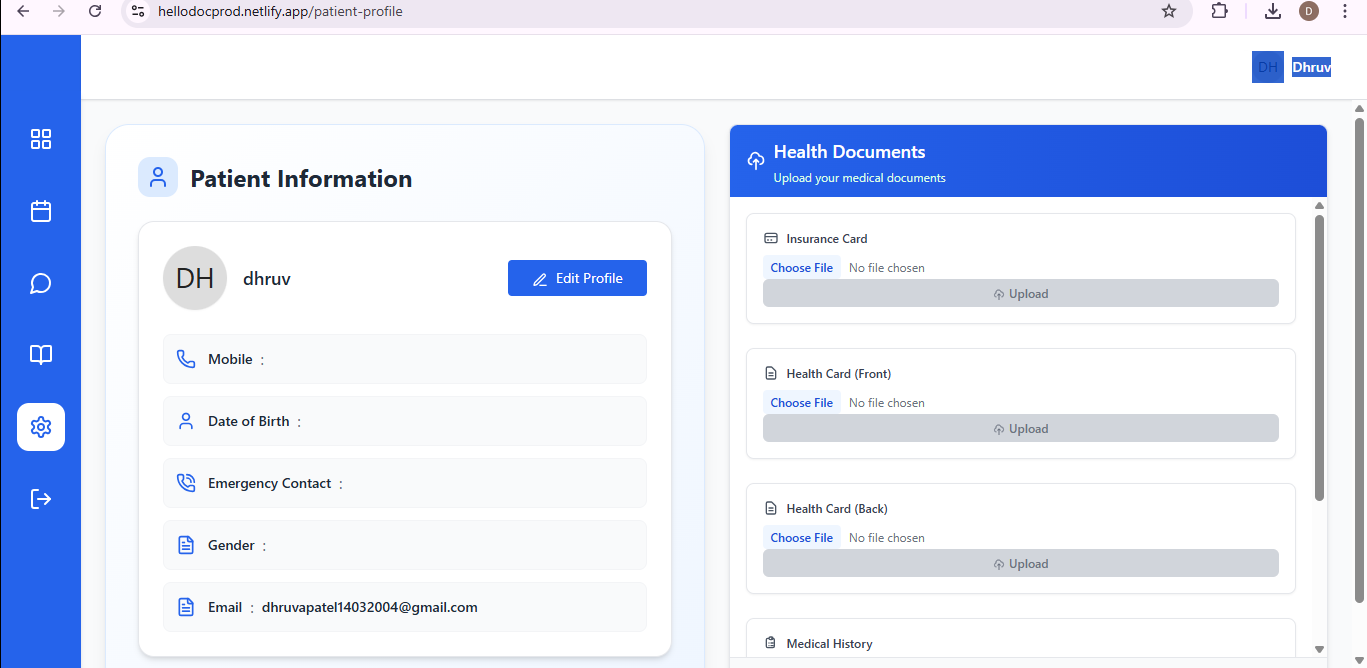 hellodocprod.netlify.app/patient-profile
D
DH Dhruv
Patient Information
DH dhruv
Edit Profile
Mobile :
Date of Birth :
Emergency Contact :
Gender :
Email : dhruvapatel14032004@gmail.com
Health Documents
Upload your medical documents
Insurance Card
Choose File No file chosen
Upload
Health Card (Front)
Choose File No file chosen
Upload
Health Card (Back)
Choose File No file chosen
Upload
Medical History